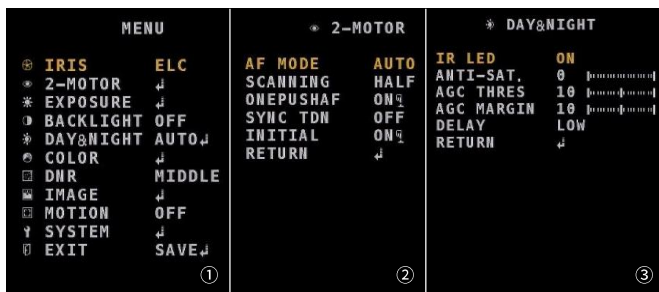 MENU
IRIS ELC
2-MOTOR ↲
EXPOSURE ↲
BACKLIGHT OFF
DAY&NIGHT AUTO↲
COLOR ↲
DNR MIDDLE
IMAGE ↲
MOTION OFF
SYSTEM ↲
EXIT SAVE↲
①
2-MOTOR
AF MODE AUTO
SCANNING HALF
ONEPUSHAF ON
SYNC TDN OFF
INITIAL ON
RETURN ↲
②
DAY&NIGHT
IR LED ON
ANTI-SAT. 0
AGC THRES 10
AGC MARGIN 10
DELAY LOW
RETURN ↲
③